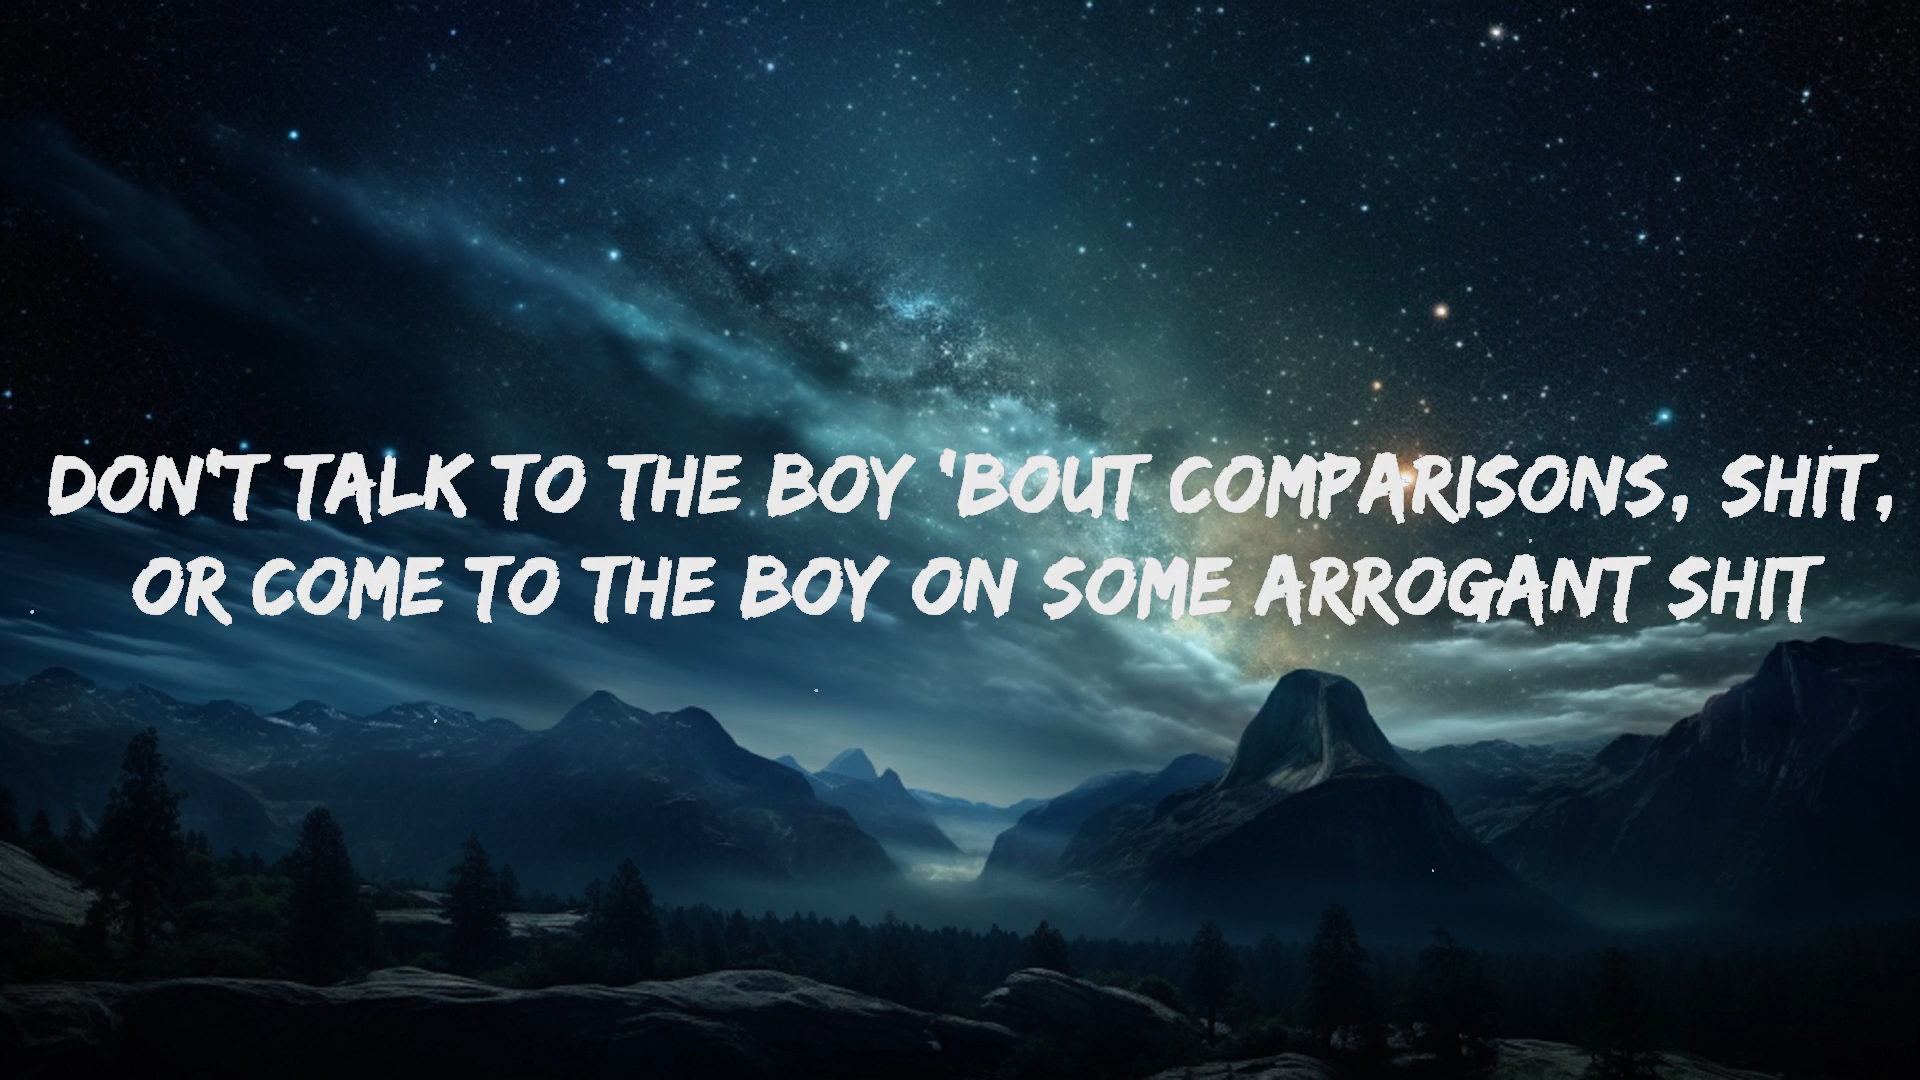 DON'T TALK TO THE BOY 'BOUT COMPARISONS, SHIT,
OR COME TO THE BOY ON SOME ARROGANT SHIT